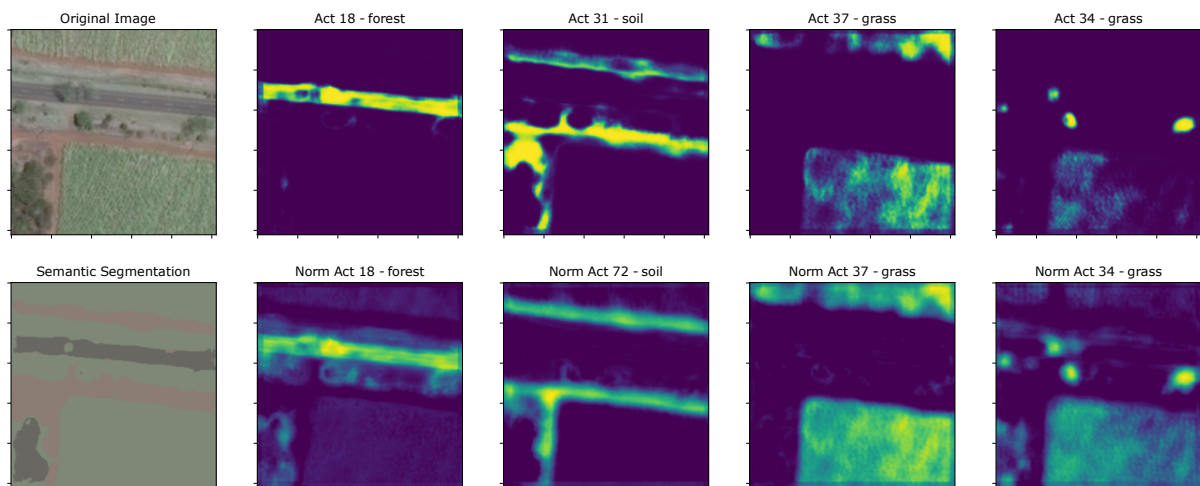 Original Image
Act 18 - forest
Act 31 - soil
Act 37 - grass
Act 34 - grass
Semantic Segmentation
Norm Act 18 - forest
Norm Act 72 - soil
Norm Act 37 - grass
Norm Act 34 - grass